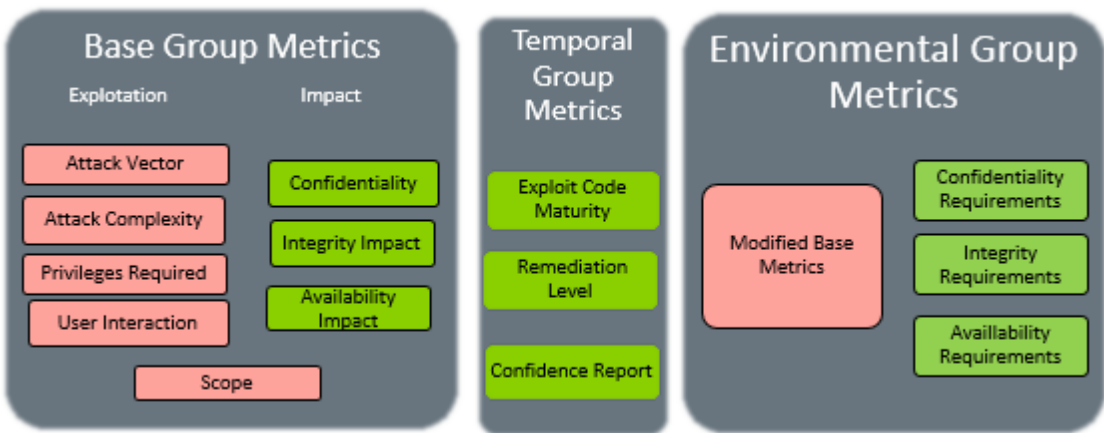 Base Group Metrics
Explotation
Impact
Attack Vector
Attack Complexity
Privileges Required
User Interaction
Scope
Confidentiality
Integrity Impact
Availability
Impact
Temporal
Group
Metrics
Exploit Code
Maturity
Remediation
Level
Confidence Report
Environmental Group
Metrics
Modified Base
Metrics
Confidentiality
Requirements
Integrity
Requirements
Availlability
Requirements